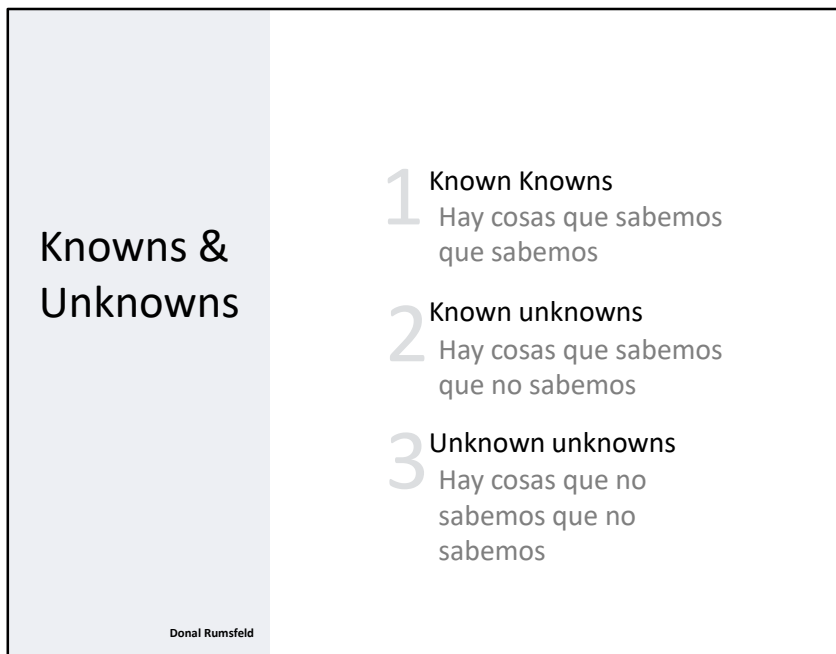 Knowns &
Unknowns
1
Known Knowns
Hay cosas que sabemos
que sabemos
2
Known unknowns
Hay cosas que sabemos
que no sabemos
3
Unknown unknowns
Hay cosas que no
sabemos que no
sabemos
Donal Rumsfeld